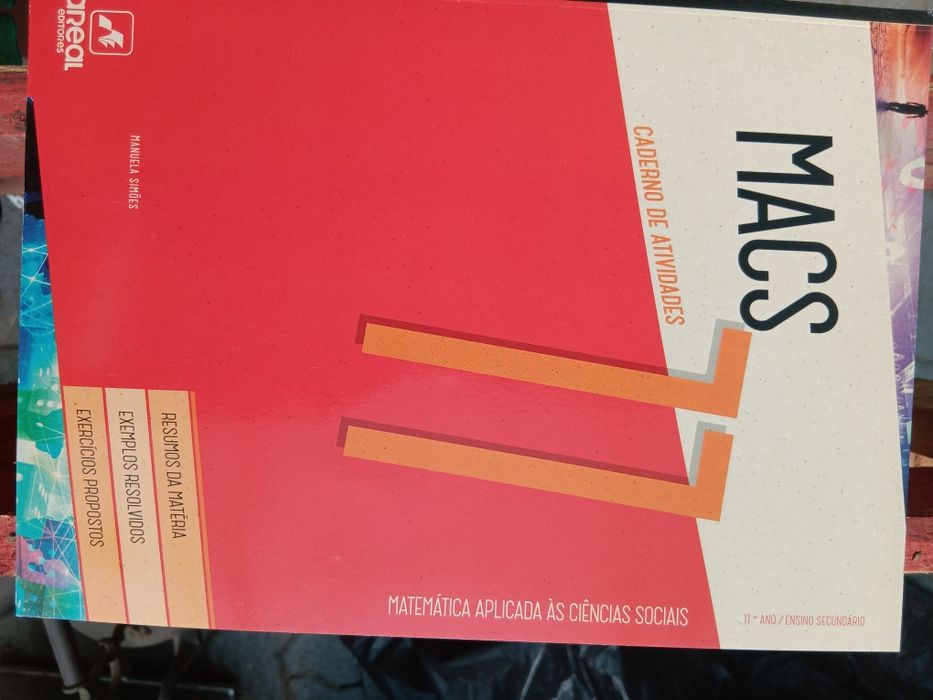 MACS
11.º ANO / ENSINO SECUNDÁRIO
CADERNO DE ATIVIDADES
11
MATEMÁTICA APLICADA ÀS CIÊNCIAS SOCIAIS
RESUMOS DA MATÉRIA
EXEMPLOS RESOLVIDOS
EXERCÍCIOS PROPOSTOS
MANUELA SIMÕES
AREAL
EDITORES